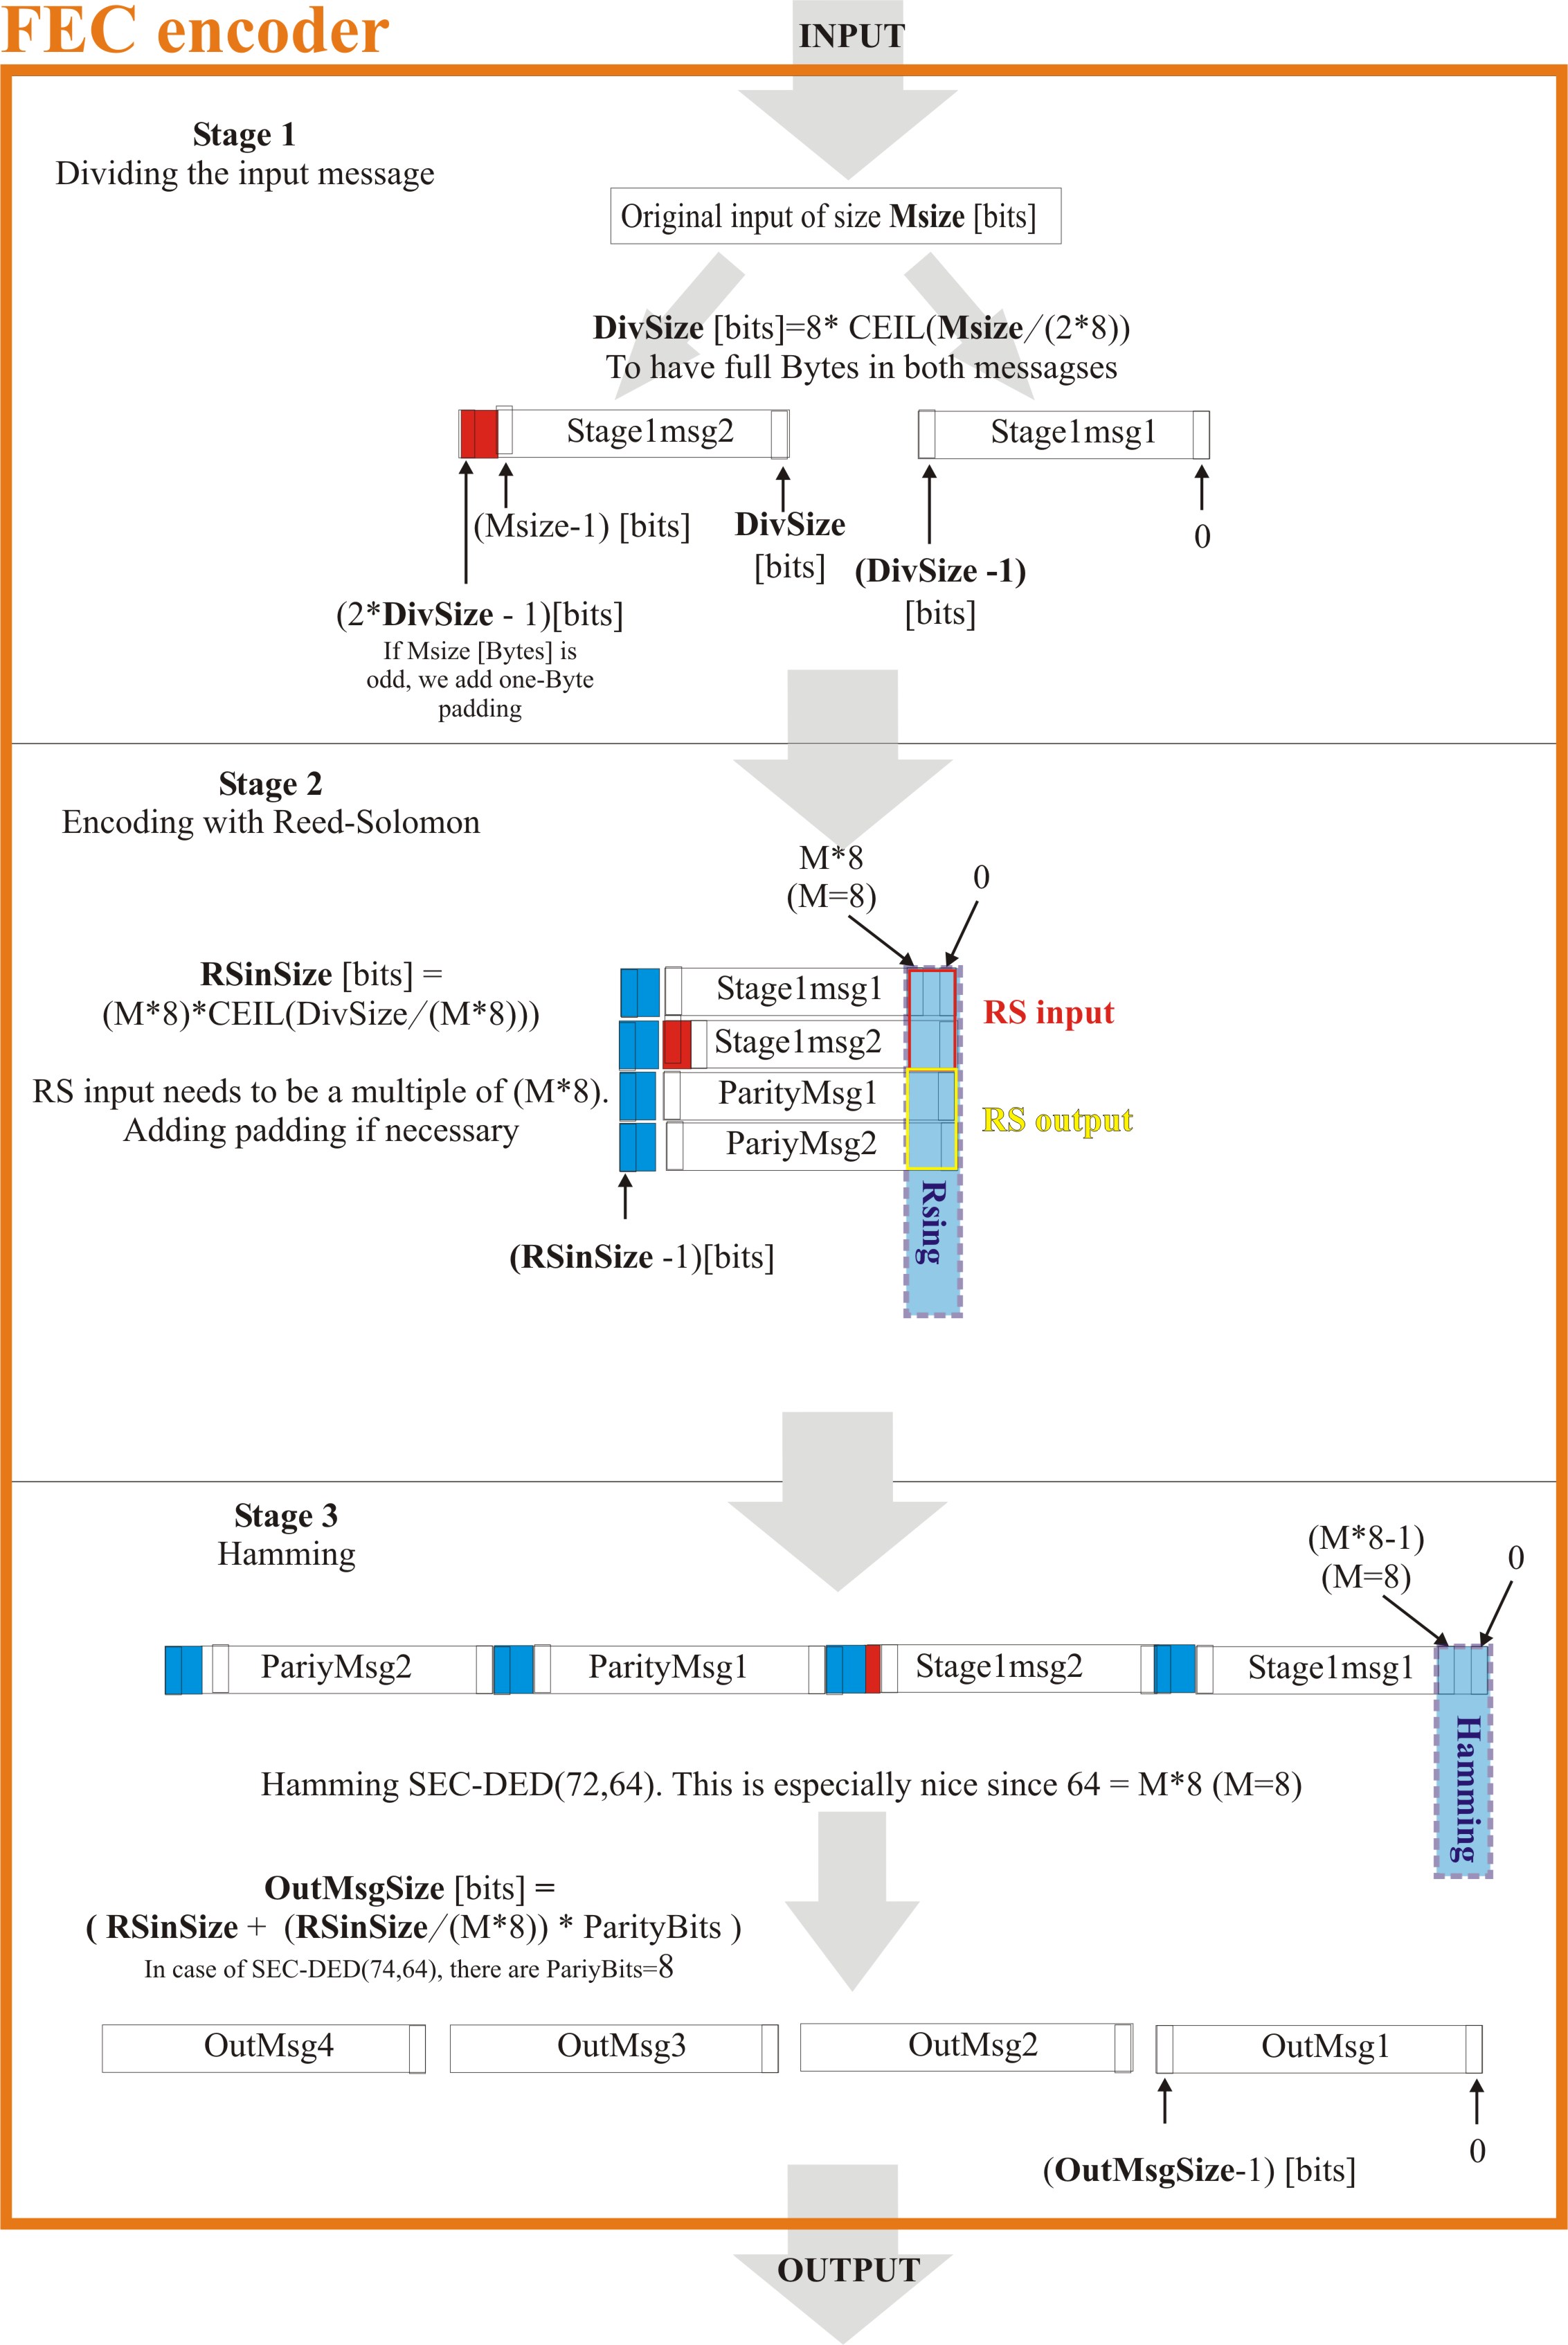 FEC encoder
INPUT
Stage 1
Dividing the input message
Original input of size Msize [bits]
DivSize [bits]=8* CEIL(Msize/(2*8))
To have full Bytes in both messagses
Stage1msg2
Stage1msg1
(Msize-1) [bits]
DivSize
[bits]
(DivSize -1)
[bits]
0
(2*DivSize - 1)[bits]
If Msize [Bytes] is
odd, we add one-Byte
padding
Stage 2
Encoding with Reed-Solomon
M*8
(M=8)
0
RSinSize [bits] =
(M*8)*CEIL(DivSize/(M*8)))
RS input needs to be a multiple of (M*8).
Adding padding if necessary
Stage1msg1
Stage1msg2
ParityMsg1
PariyMsg2
RS input
RS output
Rsing
(RSinSize -1)[bits]
Stage 3
Hamming
(M*8-1)
(M=8)
0
PariyMsg2
ParityMsg1
Stage1msg2
Stage1msg1
Hamming
Hamming SEC-DED(72,64). This is especially nice since 64 = M*8 (M=8)
OutMsgSize [bits] =
( RSinSize + (RSinSize/(M*8)) * ParityBits )
In case of SEC-DED(74,64), there are PariyBits=8
OutMsg4
OutMsg3
OutMsg2
OutMsg1
(OutMsgSize-1) [bits]
0
OUTPUT